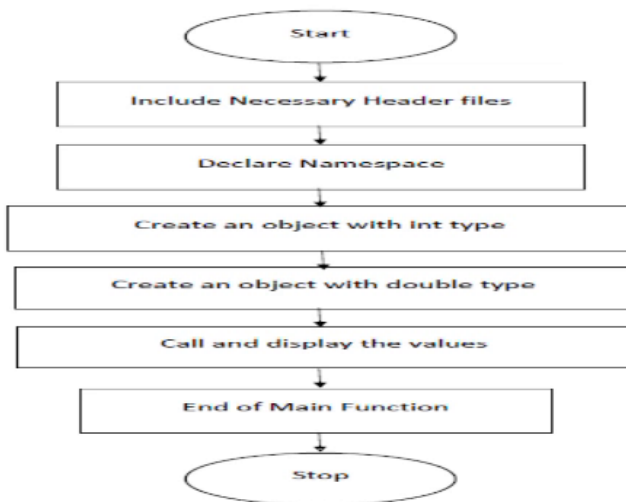 Start
Include Necessary Header files
Declare Namespace
Create an object with int type
Create an object with double type
Call and display the values
End of Main Function
Stop